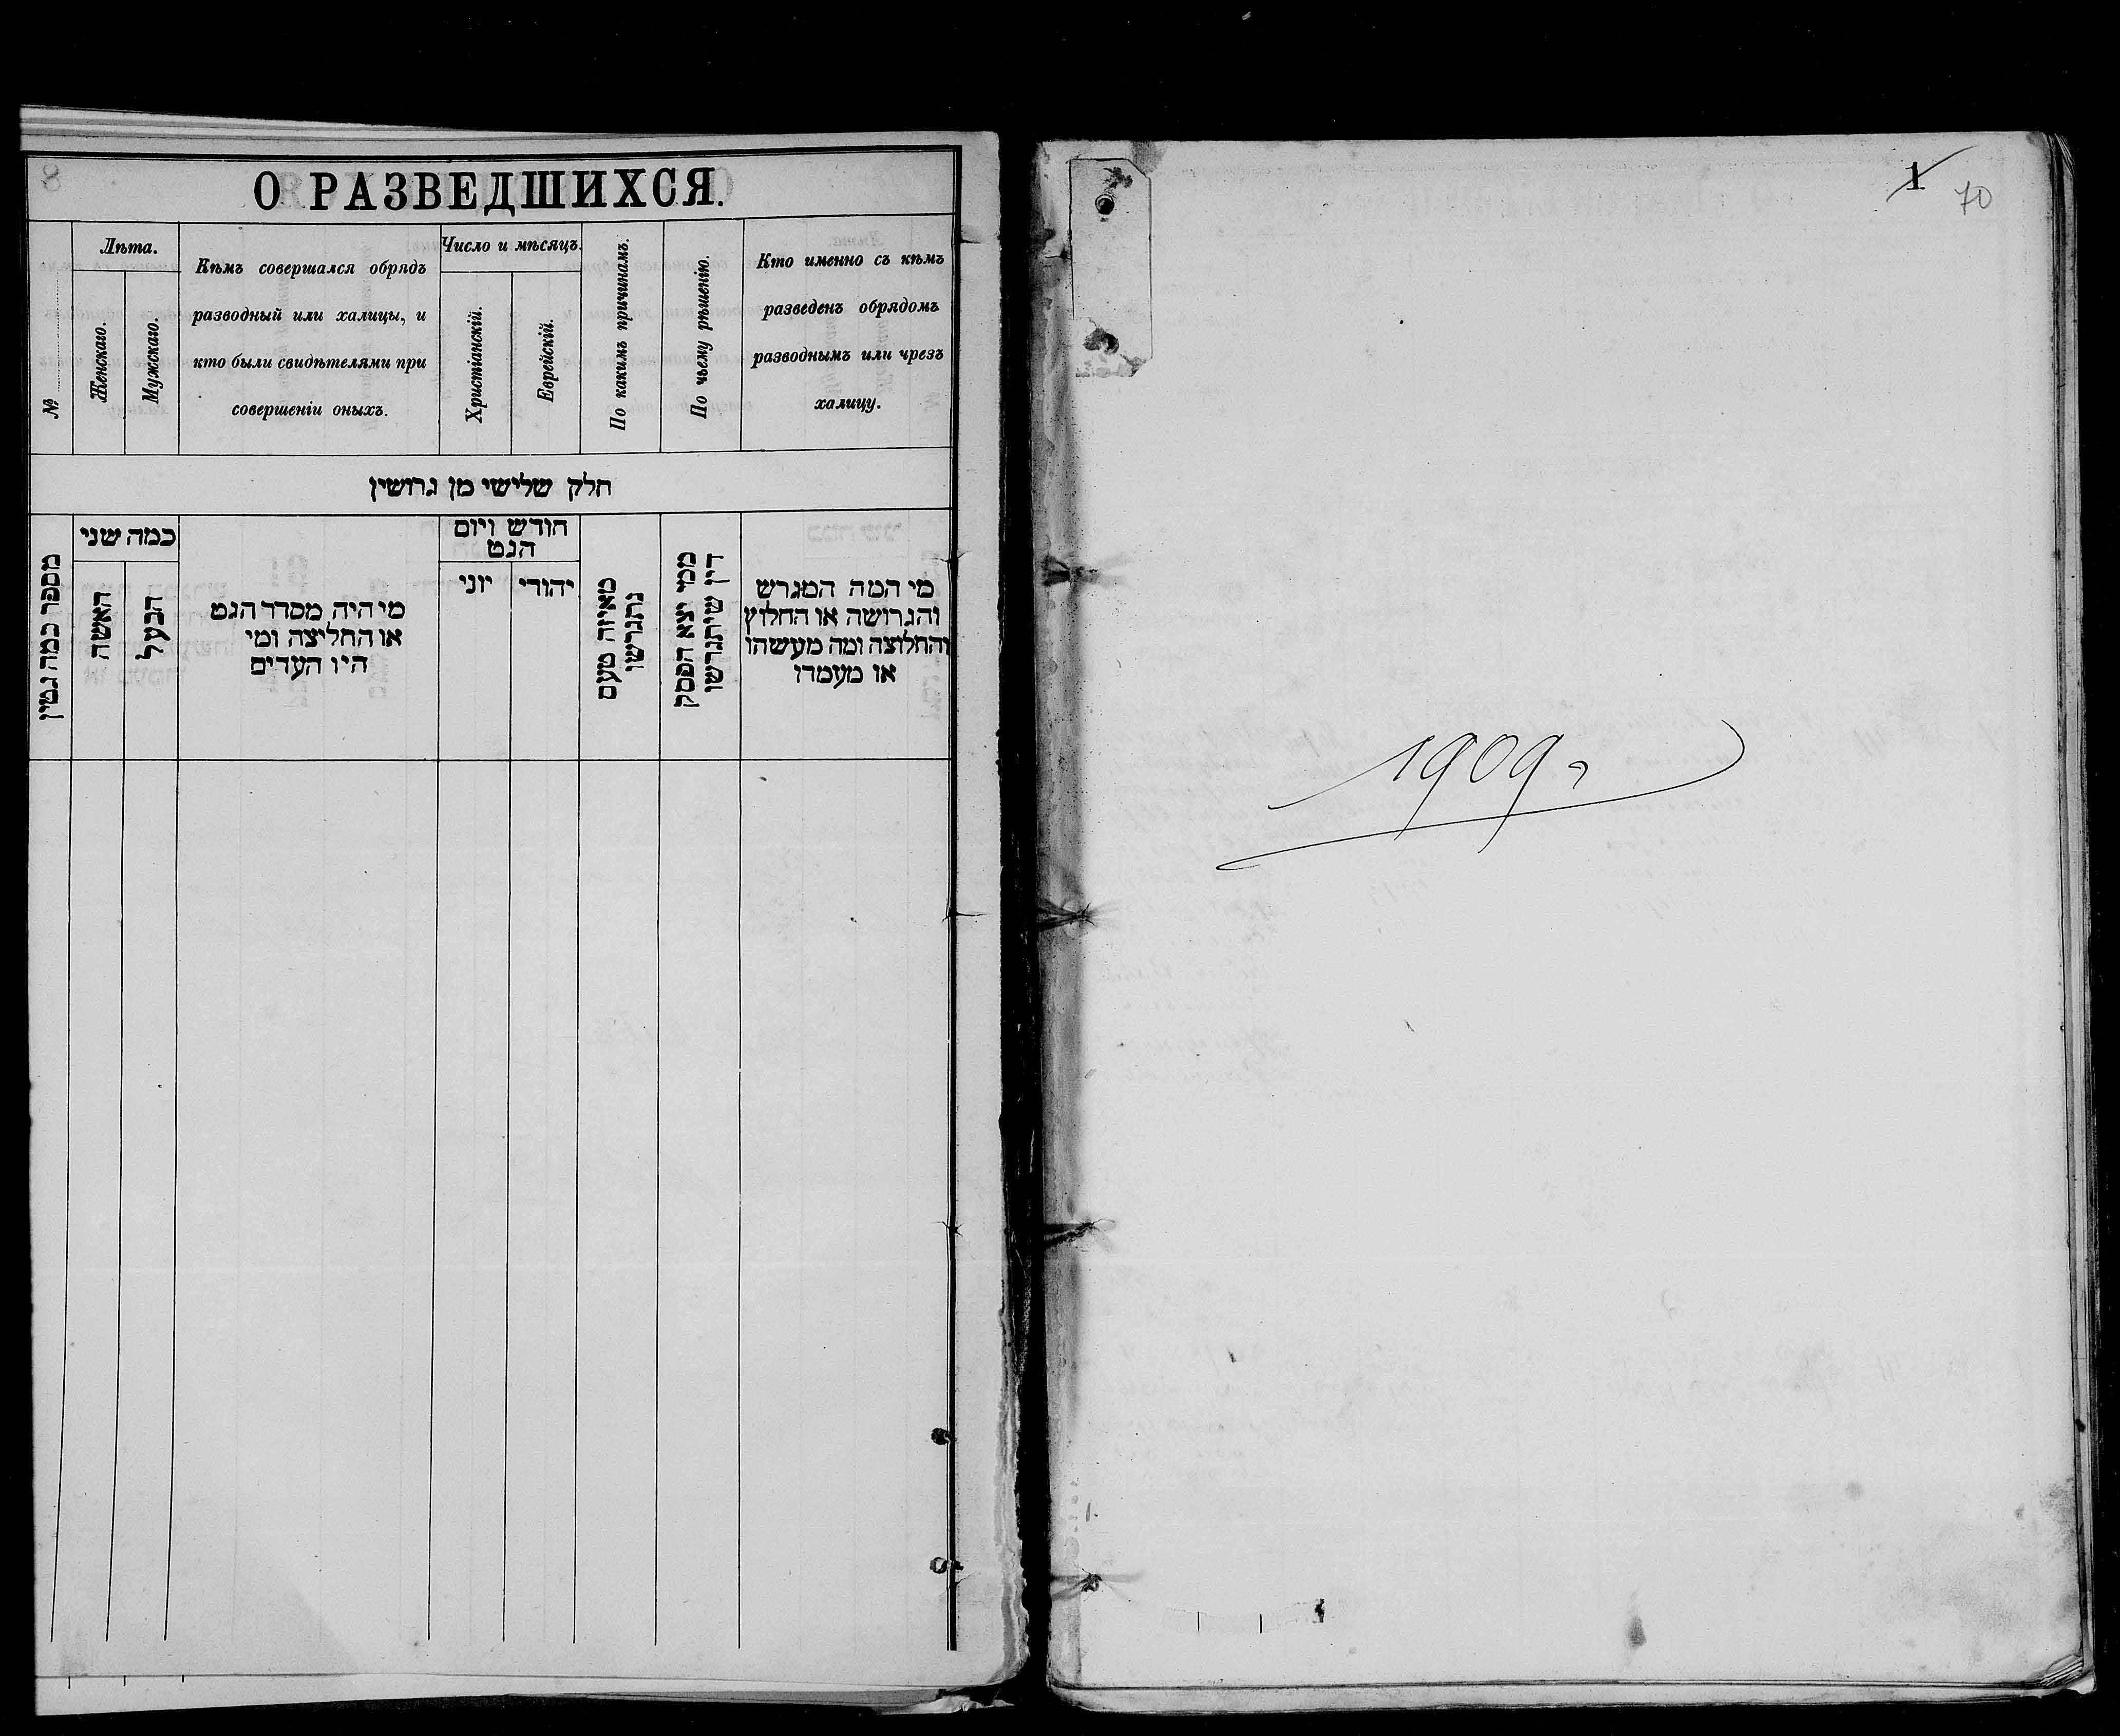 О РАЗВЕДШИХСЯ.
№
Лѣта.
Женскаго.
Мужскаго.
Кѣмъ совершался обрядъ
разводный или халицы, и
кто были свидѣтелями при
совершеніи оныхъ.
Число и мѣсяцъ.
Христіанскій.
Еврейскій.
По какимъ причинамъ.
По чьему рѣшенію.
Кто именно съ кѣмъ
разведенъ обрядомъ
разводнымъ или чрезъ
халицу.
חלק שלישי מן גרושין
מספר כמה גטין
כמה שני
האשה
הבעל
מי היה מסדר הגט
או החליצה ומי
היו העדים
חודש ויום
הגט
יוני
יהודי
מאיזה טעם
נתגרשו
ממי יצא הפסק
דין שיתגרשו
מי המה המגרש
והגרושה או החלוץ
והחלוצה ומה מעשהו
או מעמדו
1
70
1909 г